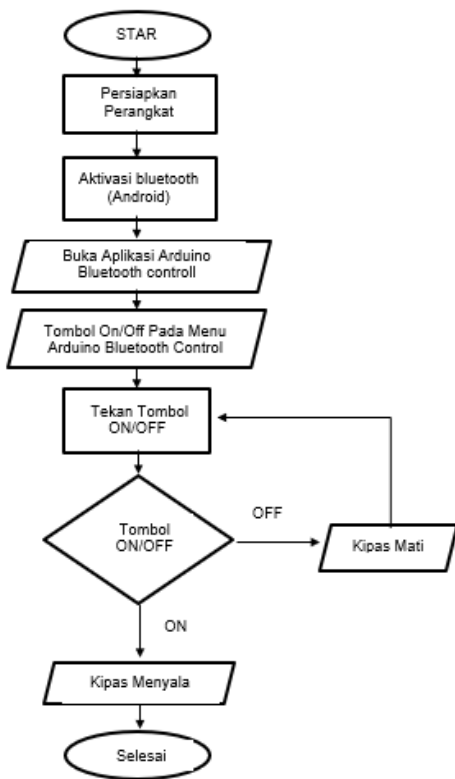 STAR
Persiapkan
Perangkat
Aktivasi bluetooth
(Android)
Buka Aplikasi Arduino
Bluetooth controll
Tombol On/Off Pada Menu
Arduino Bluetooth Control
Tekan Tombol
ON/OFF
Tombol
ON/OFF
OFF
Kipas Mati
ON
Kipas Menyala
Selesai